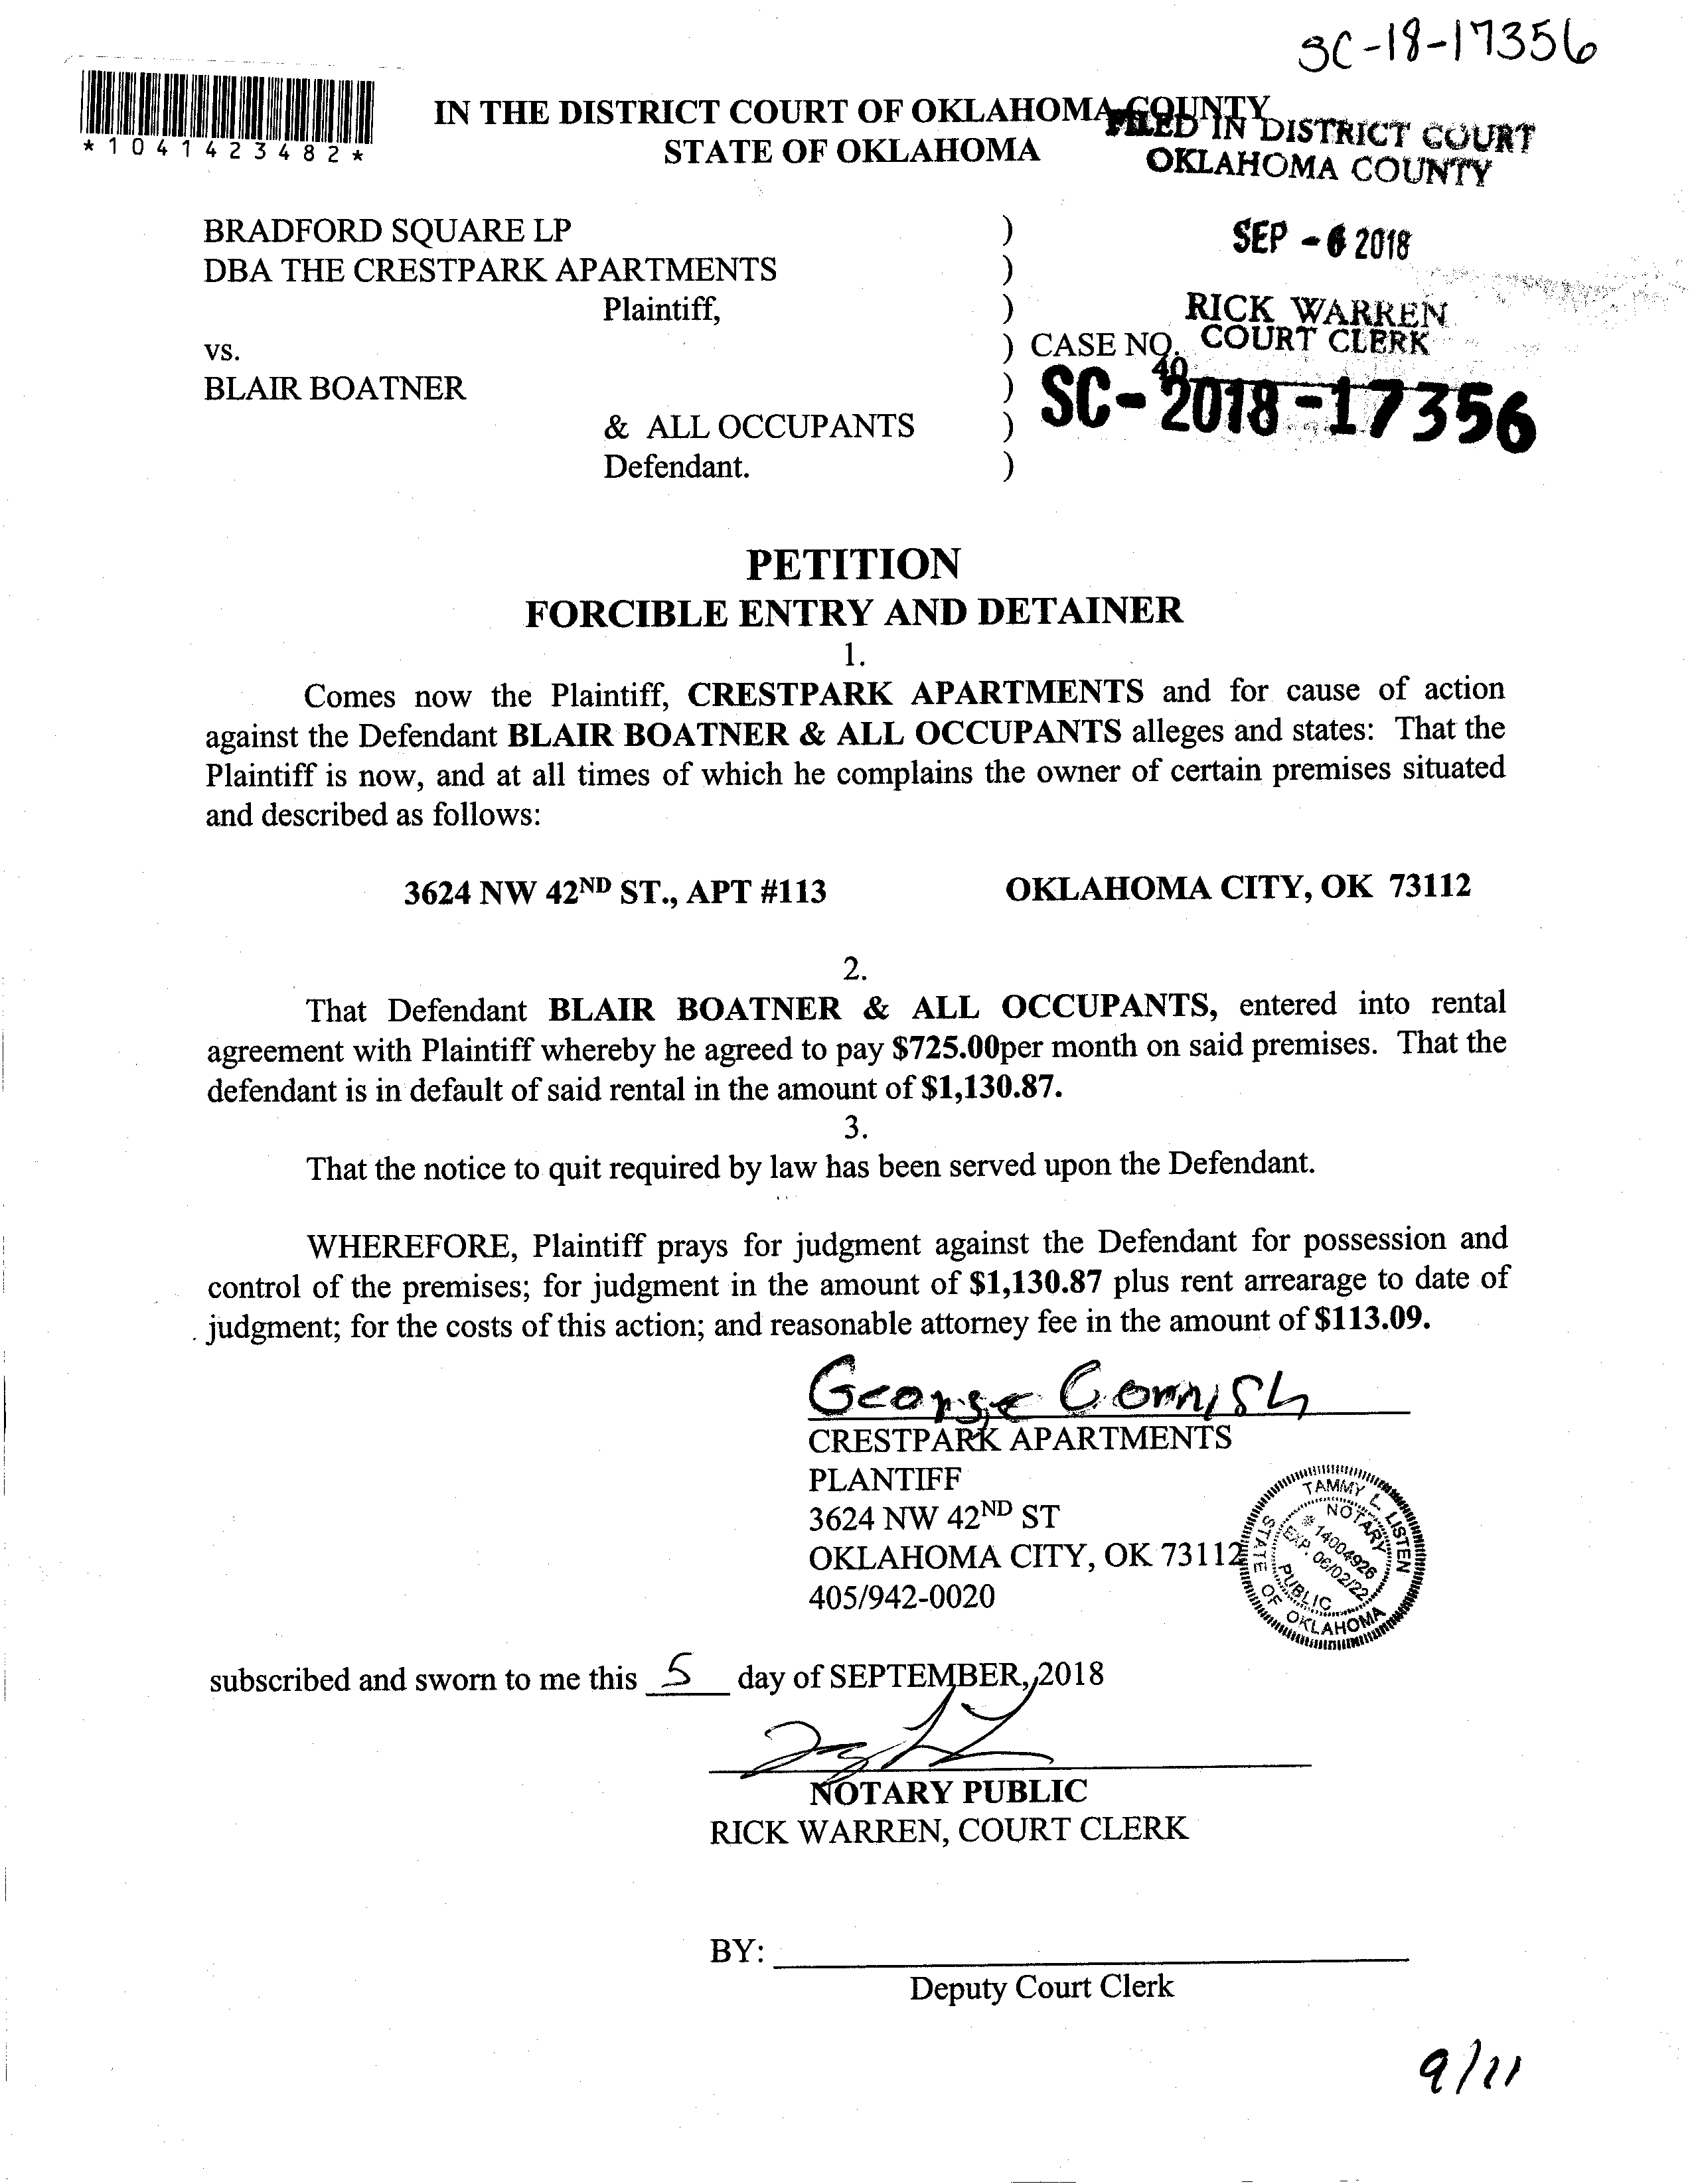 SC-18-17356
*1041423482*
IN THE DISTRICT COURT OF OKLAHOMA COUNTY
STATE OF OKLAHOMA
FILED IN DISTRICT COURT
OKLAHOMA COUNTY
SEP - 6 2018
RICK WARREN
COURT CLERK
40
BRADFORD SQUARE LP )
DBA THE CRESTPARK APARTMENTS )
Plaintiff, )
vs. ) CASE NO.
BLAIR BOATNER ) SC-2018-17356
& ALL OCCUPANTS )
Defendant. )
PETITION
FORCIBLE ENTRY AND DETAINER
1.
Comes now the Plaintiff, CRESTPARK APARTMENTS and for cause of action
against the Defendant BLAIR BOATNER & ALL OCCUPANTS alleges and states: That the
Plaintiff is now, and at all times of which he complains the owner of certain premises situated
and described as follows:
3624 NW 42ND ST., APT #113 OKLAHOMA CITY, OK 73112
2.
That Defendant BLAIR BOATNER & ALL OCCUPANTS, entered into rental
agreement with Plaintiff whereby he agreed to pay $725.00per month on said premises. That the
defendant is in default of said rental in the amount of $1,130.87.
3.
That the notice to quit required by law has been served upon the Defendant.
WHEREFORE, Plaintiff prays for judgment against the Defendant for possession and
control of the premises; for judgment in the amount of $1,130.87 plus rent arrearage to date of
judgment; for the costs of this action; and reasonable attorney fee in the amount of $113.09.
George Cornish
CRESTPARK APARTMENTS
PLANTIFF
3624 NW 42ND ST
OKLAHOMA CITY, OK 73112
405/942-0020
TAMMY L. LISTEN
NOTARY
# 14004926
EXP. 06/02/22
PUBLIC
STATE OF OKLAHOMA
subscribed and sworn to me this 5 day of SEPTEMBER, 2018
NOTARY PUBLIC
RICK WARREN, COURT CLERK
BY:
Deputy Court Clerk
9/11